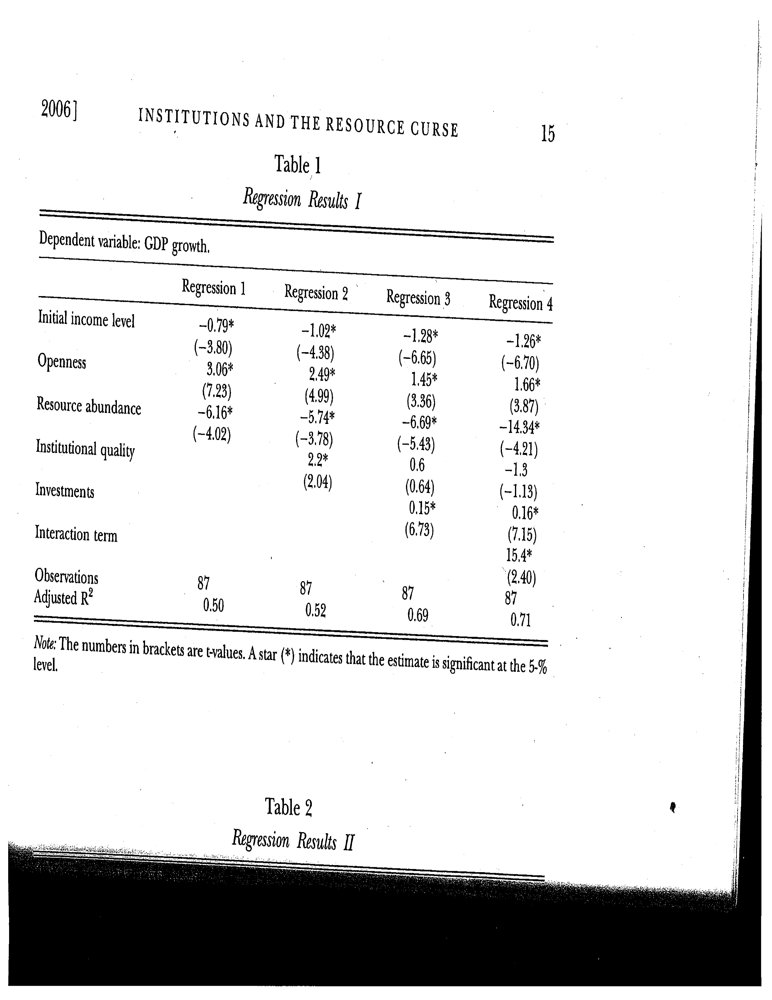 2006] INSTITUTIONS AND THE RESOURCE CURSE 15
Table 1
Regression Results I
Dependent variable: GDP growth.
Regression 1 Regression 2 Regression 3 Regression 4
Initial income level −0.79* −1.02* −1.28* −1.26*
(−3.80) (−4.38) (−6.65) (−6.70)
Openness 3.06* 2.49* 1.45* 1.66*
(7.23) (4.99) (3.36) (3.87)
Resource abundance −6.16* −5.74* −6.69* −14.34*
(−4.02) (−3.78) (−5.43) (−4.21)
Institutional quality 2.2* 0.6 −1.3
(2.04) (0.64) (−1.13)
Investments 0.15* 0.16*
(6.73) (7.15)
Interaction term 15.4*
(2.40)
Observations 87 87 87 87
Adjusted R² 0.50 0.52 0.69 0.71
Note: The numbers in brackets are t-values. A star (*) indicates that the estimate is significant at the 5-%
level.
Table 2
Regression Results II